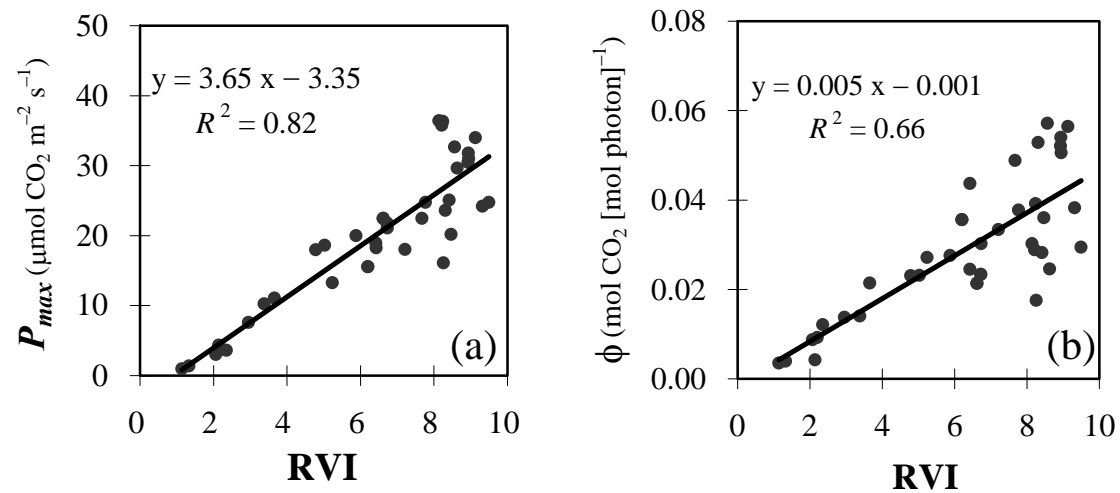 50
40
30
20
10
0
P_max (μmol CO₂ m⁻² s⁻¹)
y = 3.65 x − 3.35
R² = 0.82
(a)
0 2 4 6 8 10
RVI
0.08
0.06
0.04
0.02
0.00
ϕ (mol CO₂ [mol photon]⁻¹)
y = 0.005 x − 0.001
R² = 0.66
(b)
0 2 4 6 8 10
RVI